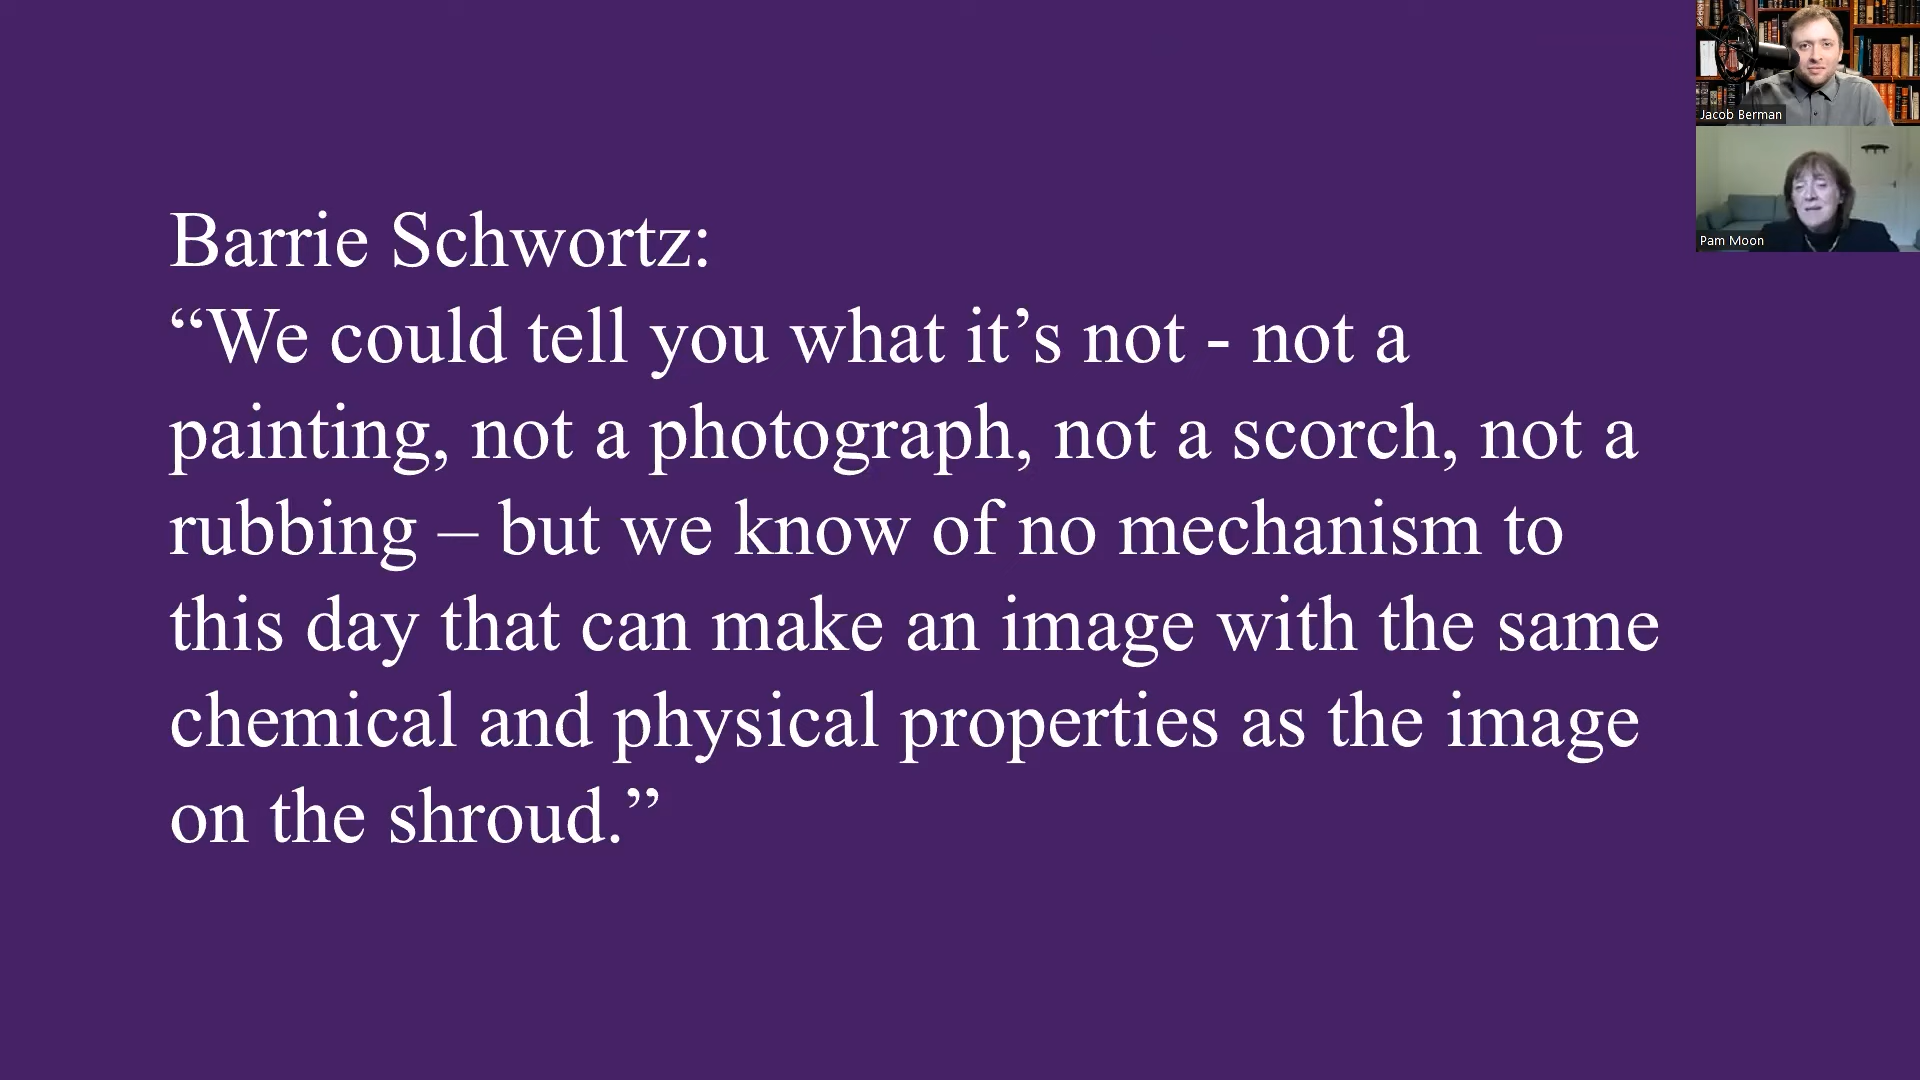 Jacob Berman
Pam Moon
Barrie Schwortz:
“We could tell you what it’s not - not a
painting, not a photograph, not a scorch, not a
rubbing – but we know of no mechanism to
this day that can make an image with the same
chemical and physical properties as the image
on the shroud.”